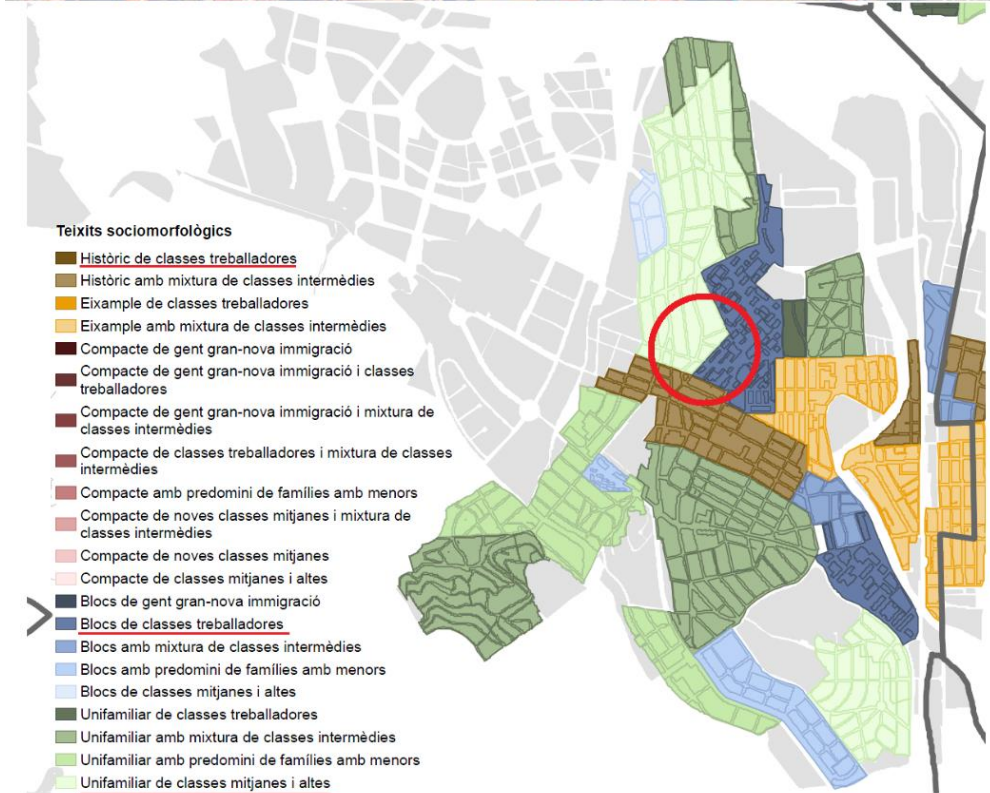 Teixits sociomorfològics
Històric de classes treballadores
Històric amb mixtura de classes intermèdies
Eixample de classes treballadores
Eixample amb mixtura de classes intermèdies
Compacte de gent gran-nova immigració
Compacte de gent gran-nova immigració i classes
treballadores
Compacte de gent gran-nova immigració i mixtura de
classes intermèdies
Compacte de classes treballadores i mixtura de classes
intermèdies
Compacte amb predomini de famílies amb menors
Compacte de noves classes mitjanes i mixtura de
classes intermèdies
Compacte de noves classes mitjanes
Compacte de classes mitjanes i altes
Blocs de gent gran-nova immigració
Blocs de classes treballadores
Blocs amb mixtura de classes intermèdies
Blocs amb predomini de famílies amb menors
Blocs de classes mitjanes i altes
Unifamiliar de classes treballadores
Unifamiliar amb mixtura de classes intermèdies
Unifamiliar amb predomini de famílies amb menors
Unifamiliar de classes mitjanes i altes